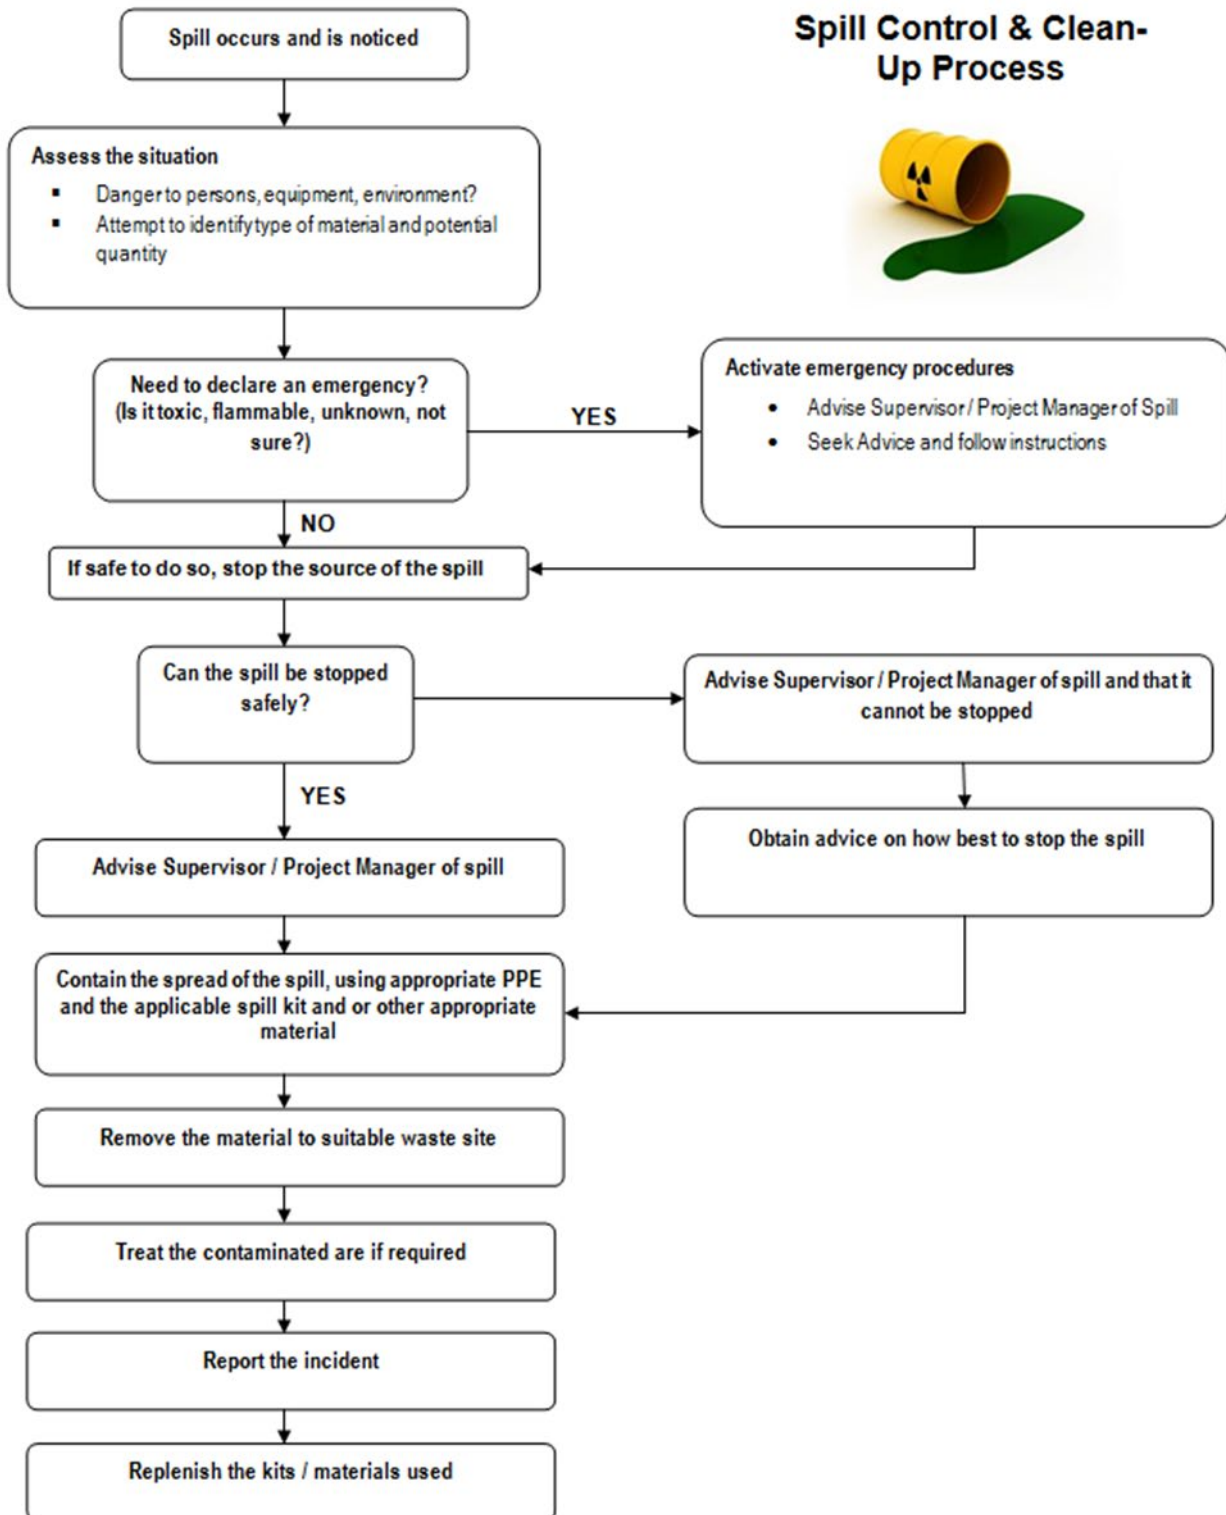 Spill Control & Clean-
Up Process
Spill occurs and is noticed
Assess the situation
▪ Danger to persons, equipment, environment?
▪ Attempt to identify type of material and potential
quantity
Need to declare an emergency?
(Is it toxic, flammable, unknown, not
sure?)
YES
Activate emergency procedures
• Advise Supervisor / Project Manager of Spill
• Seek Advice and follow instructions
NO
If safe to do so, stop the source of the spill
Can the spill be stopped
safely?
Advise Supervisor / Project Manager of spill and that it
cannot be stopped
Obtain advice on how best to stop the spill
YES
Advise Supervisor / Project Manager of spill
Contain the spread of the spill, using appropriate PPE
and the applicable spill kit and or other appropriate
material
Remove the material to suitable waste site
Treat the contaminated are if required
Report the incident
Replenish the kits / materials used